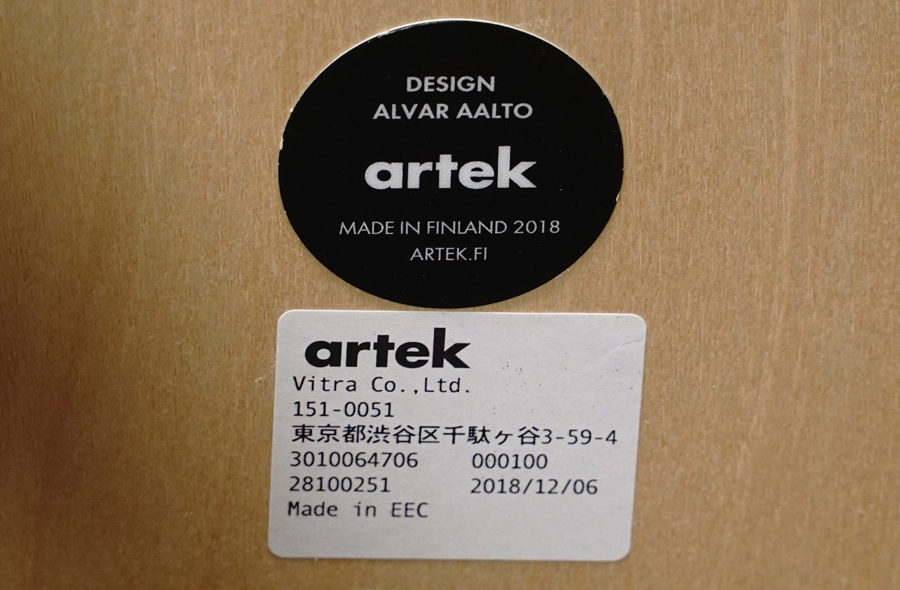 DESIGN
ALVAR AALTO
artek
MADE IN FINLAND 2018
ARTEK.FI
artek
Vitra Co.,Ltd.
151-0051
東京都渋谷区千駄ヶ谷3-59-4
3010064706 000100
28100251 2018/12/06
Made in EEC